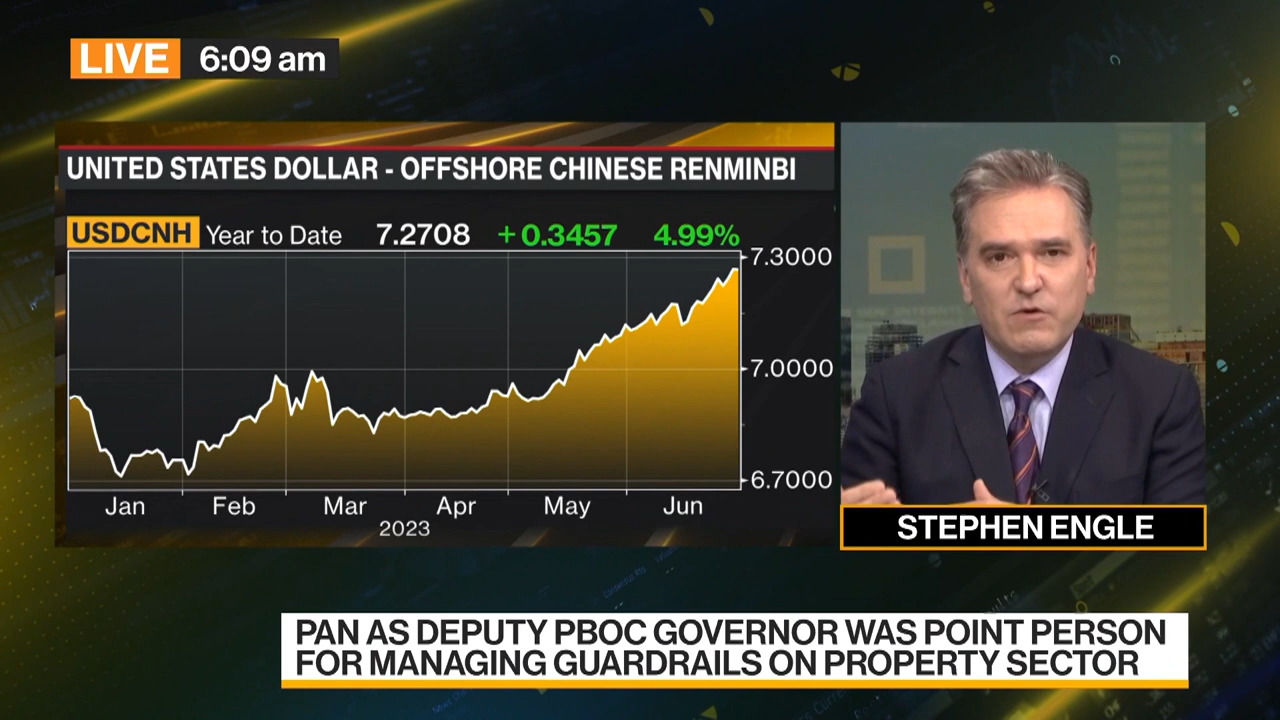 LIVE 6:09 am
UNITED STATES DOLLAR - OFFSHORE CHINESE RENMINBI
USDCNH Year to Date 7.2708 +0.3457 4.99%
7.3000
7.0000
6.7000
Jan Feb Mar Apr May Jun
2023
STEPHEN ENGLE
PAN AS DEPUTY PBOC GOVERNOR WAS POINT PERSON
FOR MANAGING GUARDRAILS ON PROPERTY SECTOR